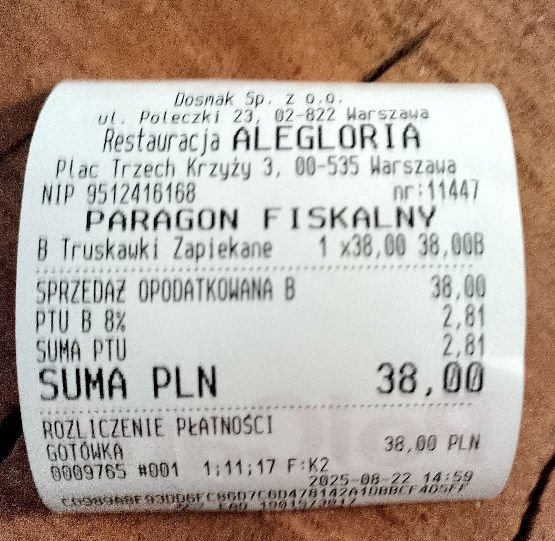 Dosmak Sp. z o.o.
ul. Poleczki 23, 02-822 Warszawa
Restauracja ALEGLORIA
Plac Trzech Krzyży 3, 00-535 Warszawa
NIP 9512416168 nr:11447
PARAGON FISKALNY
B Truskawki Zapiekane 1 x38,00 38,00B
SPRZEDAŻ OPODATKOWANA B 38,00
PTU B 8% 2,81
SUMA PTU 2,81
SUMA PLN 38,00
ROZLICZENIE PŁATNOŚCI
GOTÓWKA 38,00 PLN
0009765 #001 1;11;17 F:K2
2025-08-22 14:59